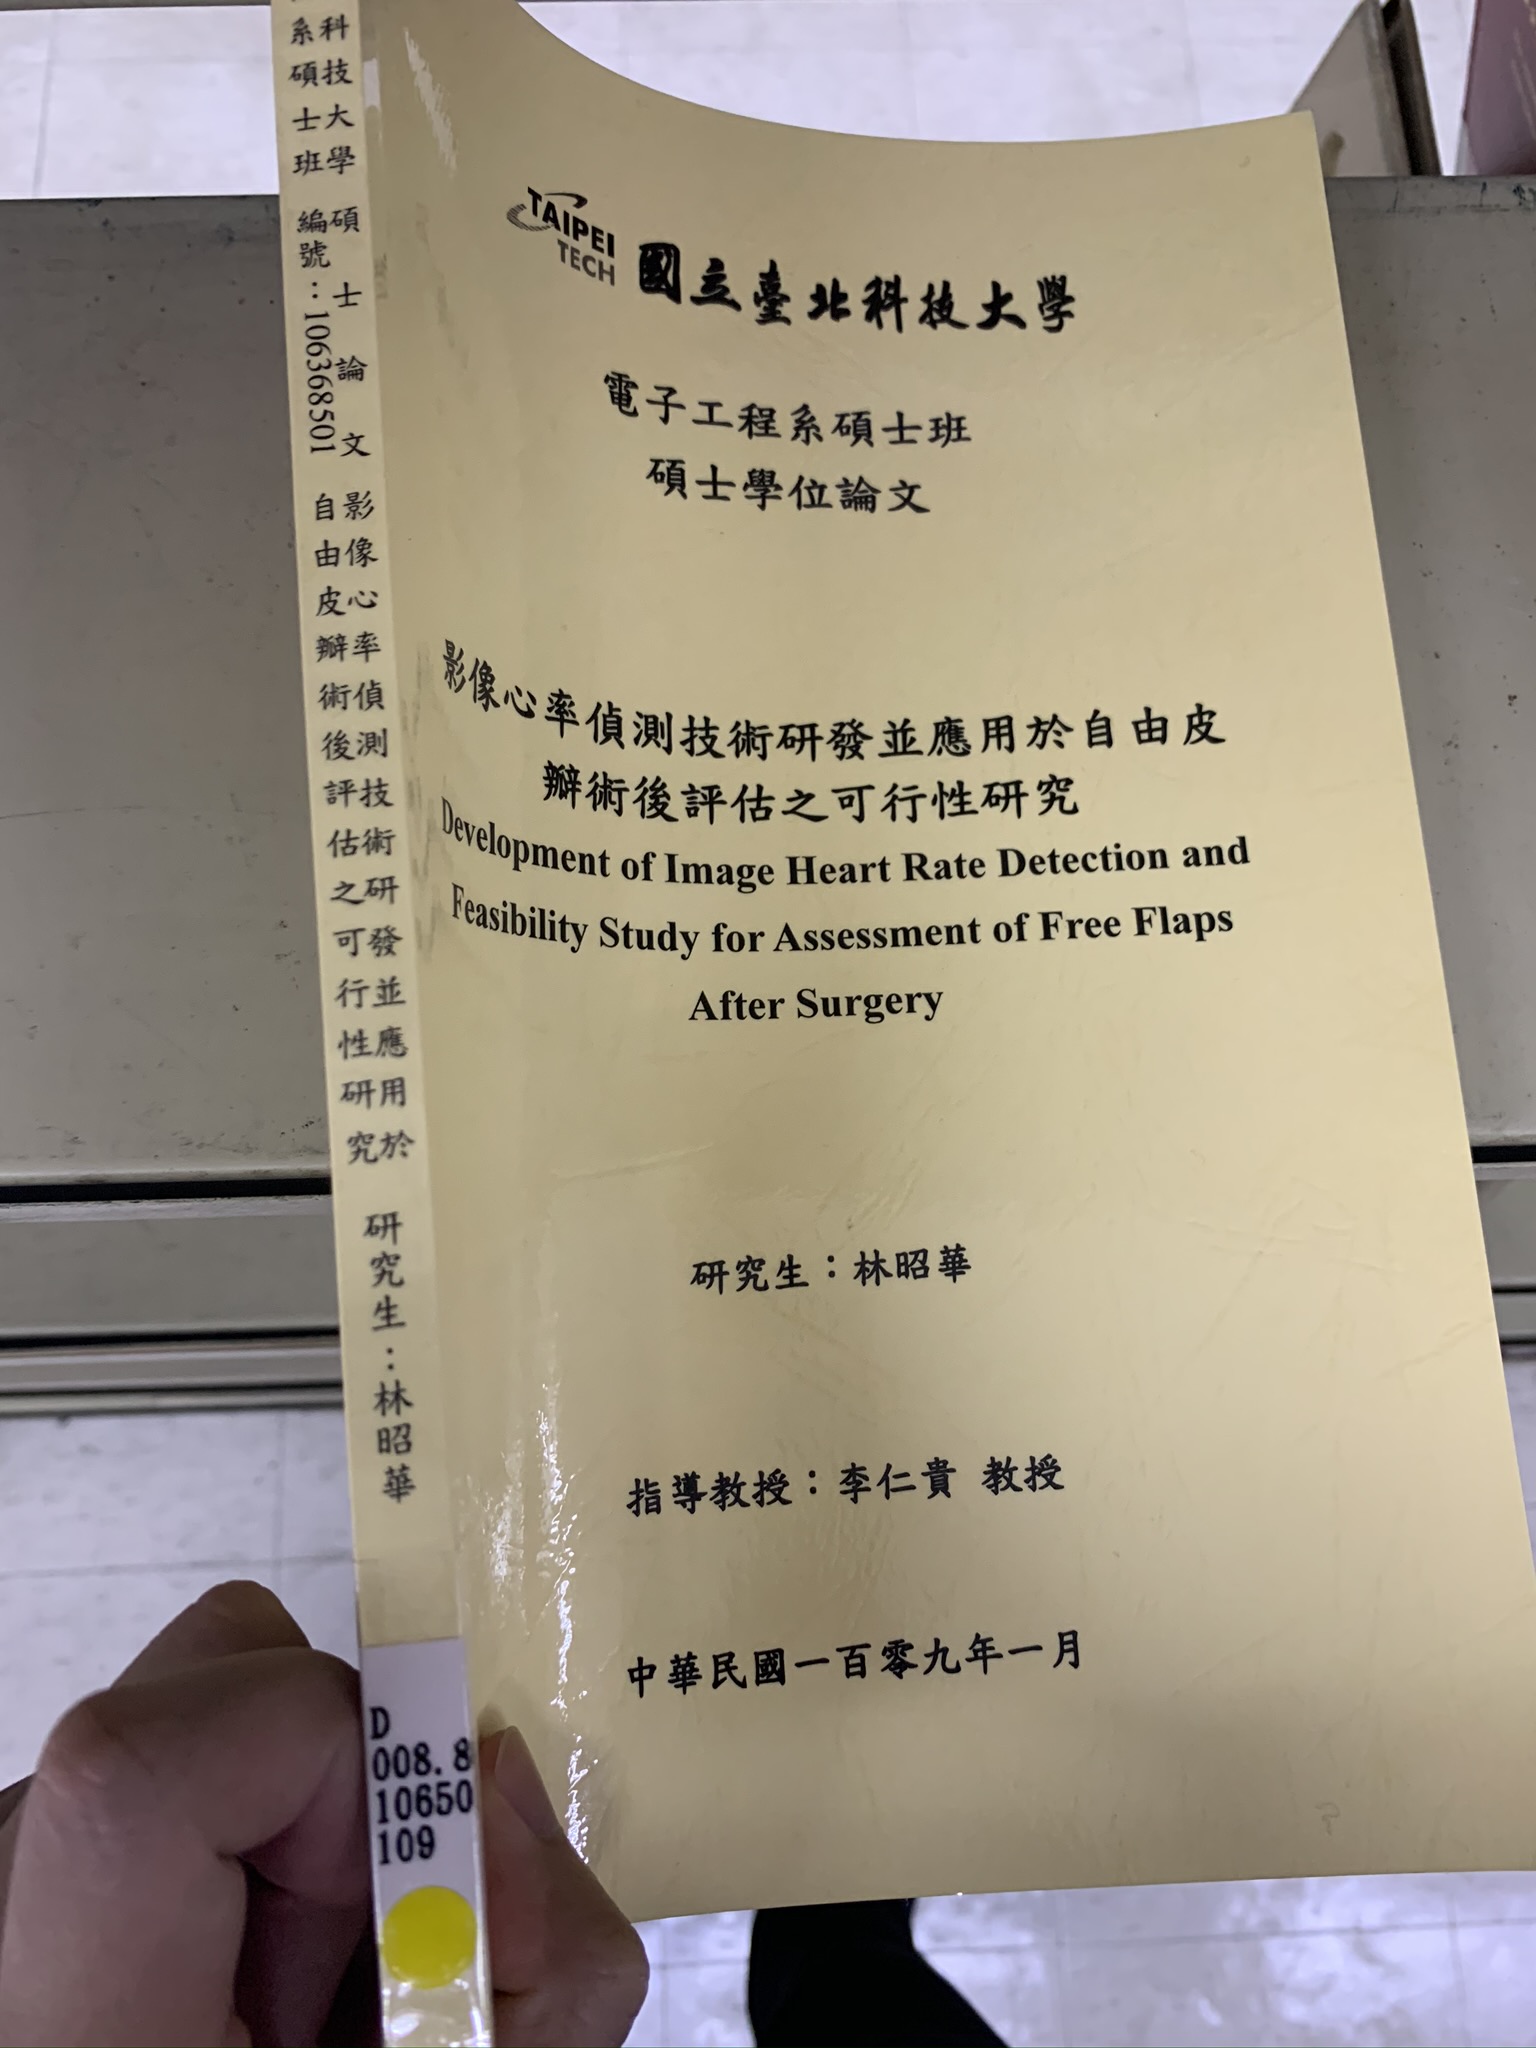 科技大學
系碩士班
碩士論文
編號：106368501
影像心率偵測技術研發並應用於
自由皮瓣術後評估之可行性研究
研究生：林昭華
D
008.8
10650
109
TAIPEI
TECH
國立臺北科技大學
電子工程系碩士班
碩士學位論文
影像心率偵測技術研發並應用於自由皮
瓣術後評估之可行性研究
Development of Image Heart Rate Detection and
Feasibility Study for Assessment of Free Flaps
After Surgery
研究生：林昭華
指導教授：李仁貴 教授
中華民國一百零九年一月